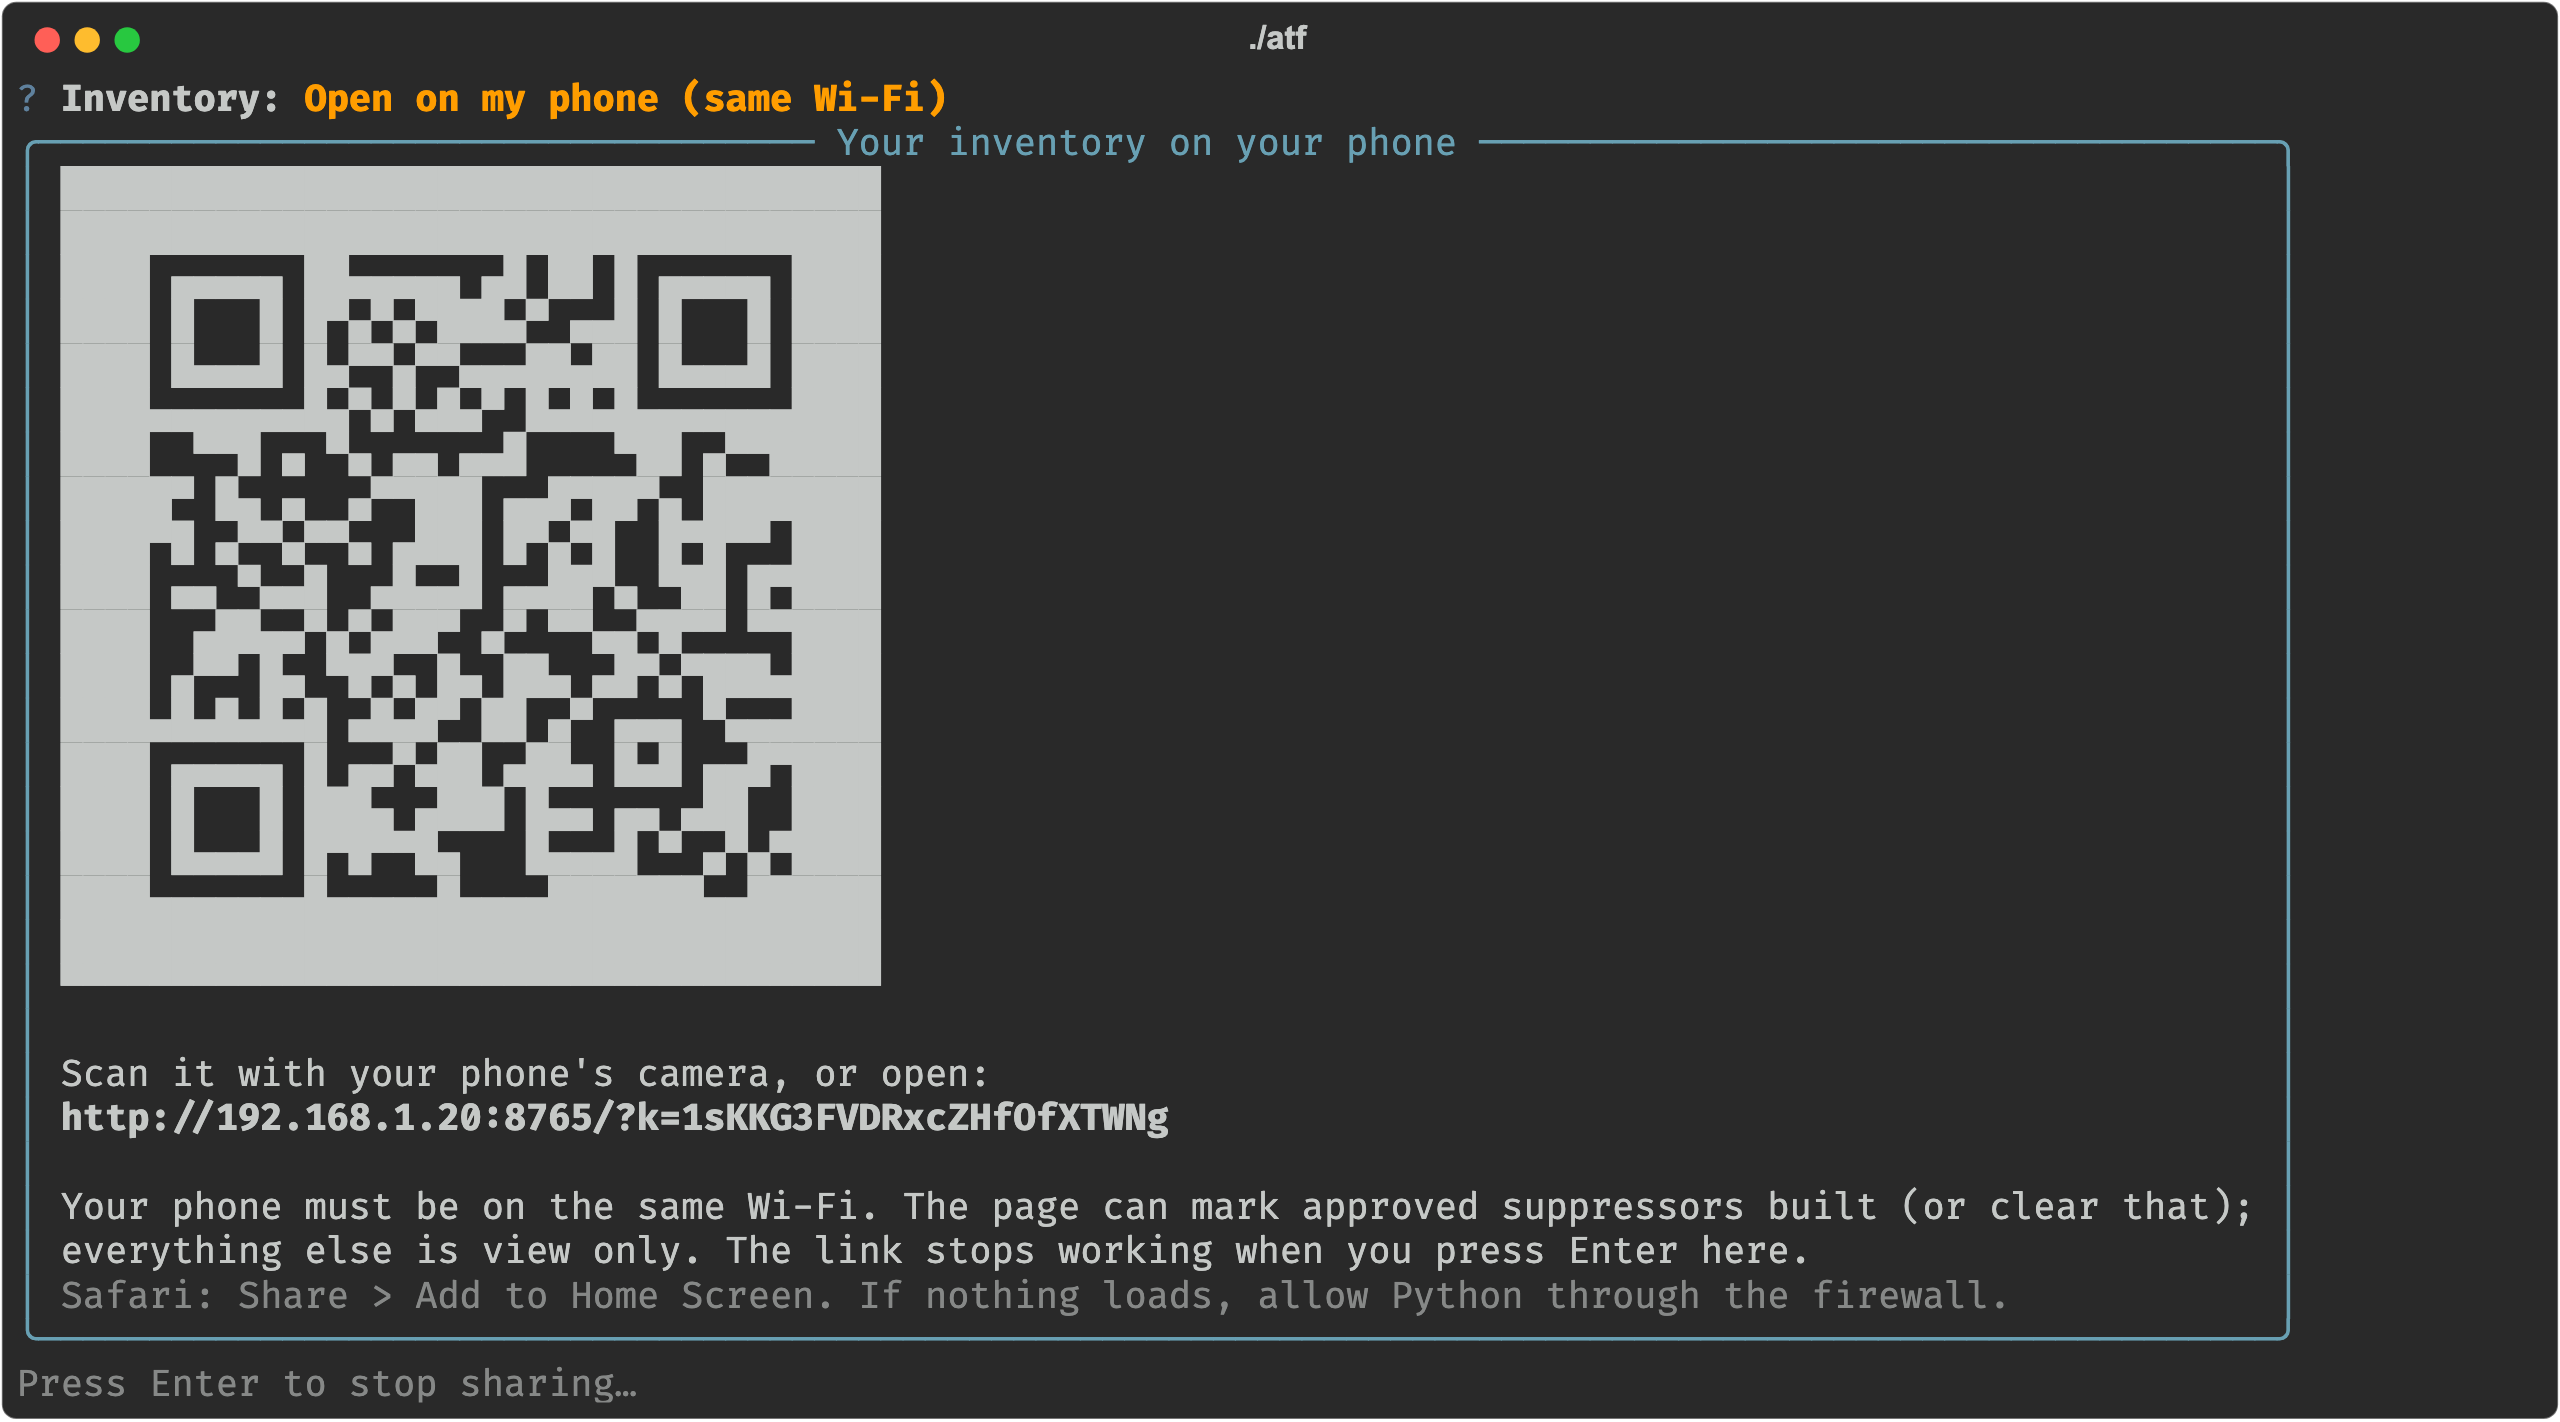 ./atf
? Inventory: Open on my phone (same Wi-Fi)
Your inventory on your phone
Scan it with your phone's camera, or open:
http://192.168.1.20:8765/?k=1sKKG3FVDRxcZHfOfXTWNg
Your phone must be on the same Wi-Fi. The page can mark approved suppressors built (or clear that);
everything else is view only. The link stops working when you press Enter here.
Safari: Share > Add to Home Screen. If nothing loads, allow Python through the firewall.
Press Enter to stop sharing…